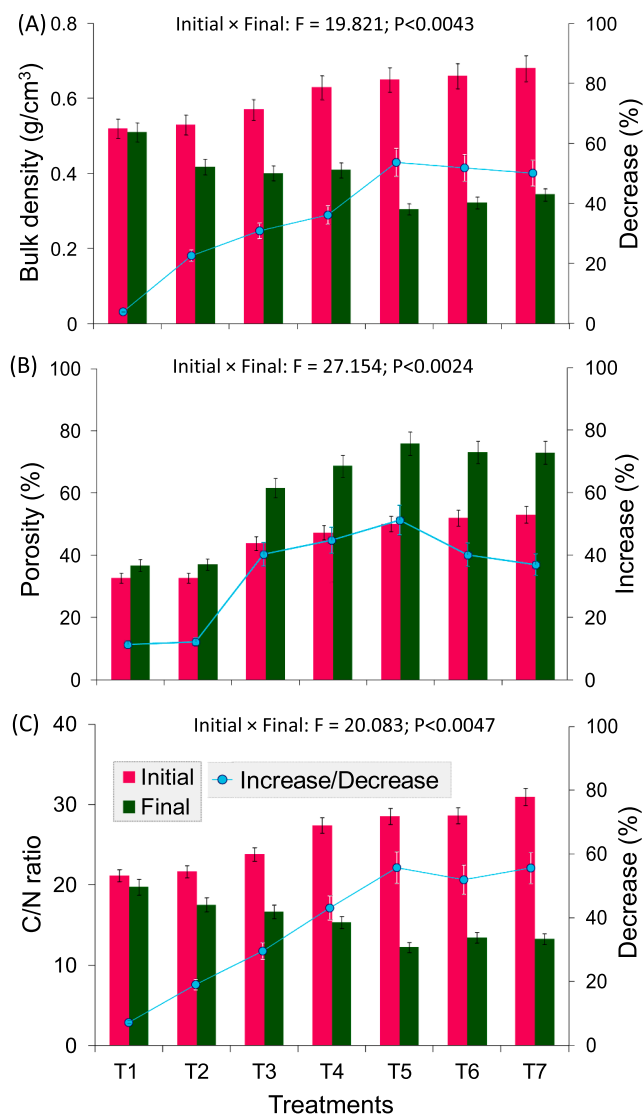 (A)
Initial × Final: F = 19.821; P<0.0043
Bulk density (g/cm³)
0.8
0.6
0.4
0.2
0
Decrease (%)
100
80
60
40
20
0
(B)
Initial × Final: F = 27.154; P<0.0024
Porosity (%)
100
80
60
40
20
0
Increase (%)
100
80
60
40
20
0
(C)
Initial × Final: F = 20.083; P<0.0047
Initial
Final
Increase/Decrease
C/N ratio
40
30
20
10
0
Decrease (%)
100
80
60
40
20
0
T1 T2 T3 T4 T5 T6 T7
Treatments